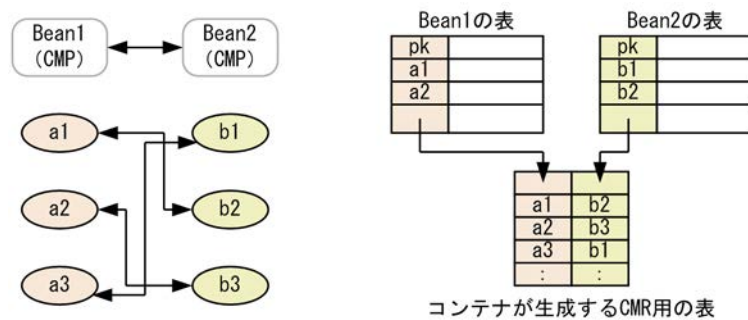 Bean1
(CMP)
Bean2
(CMP)
a1
b1
a2
b2
a3
b3
Bean1の表
Bean2の表
pk
a1
a2
pk
b1
b2
a1 b2
a2 b3
a3 b1
: :
コンテナが生成するCMR用の表